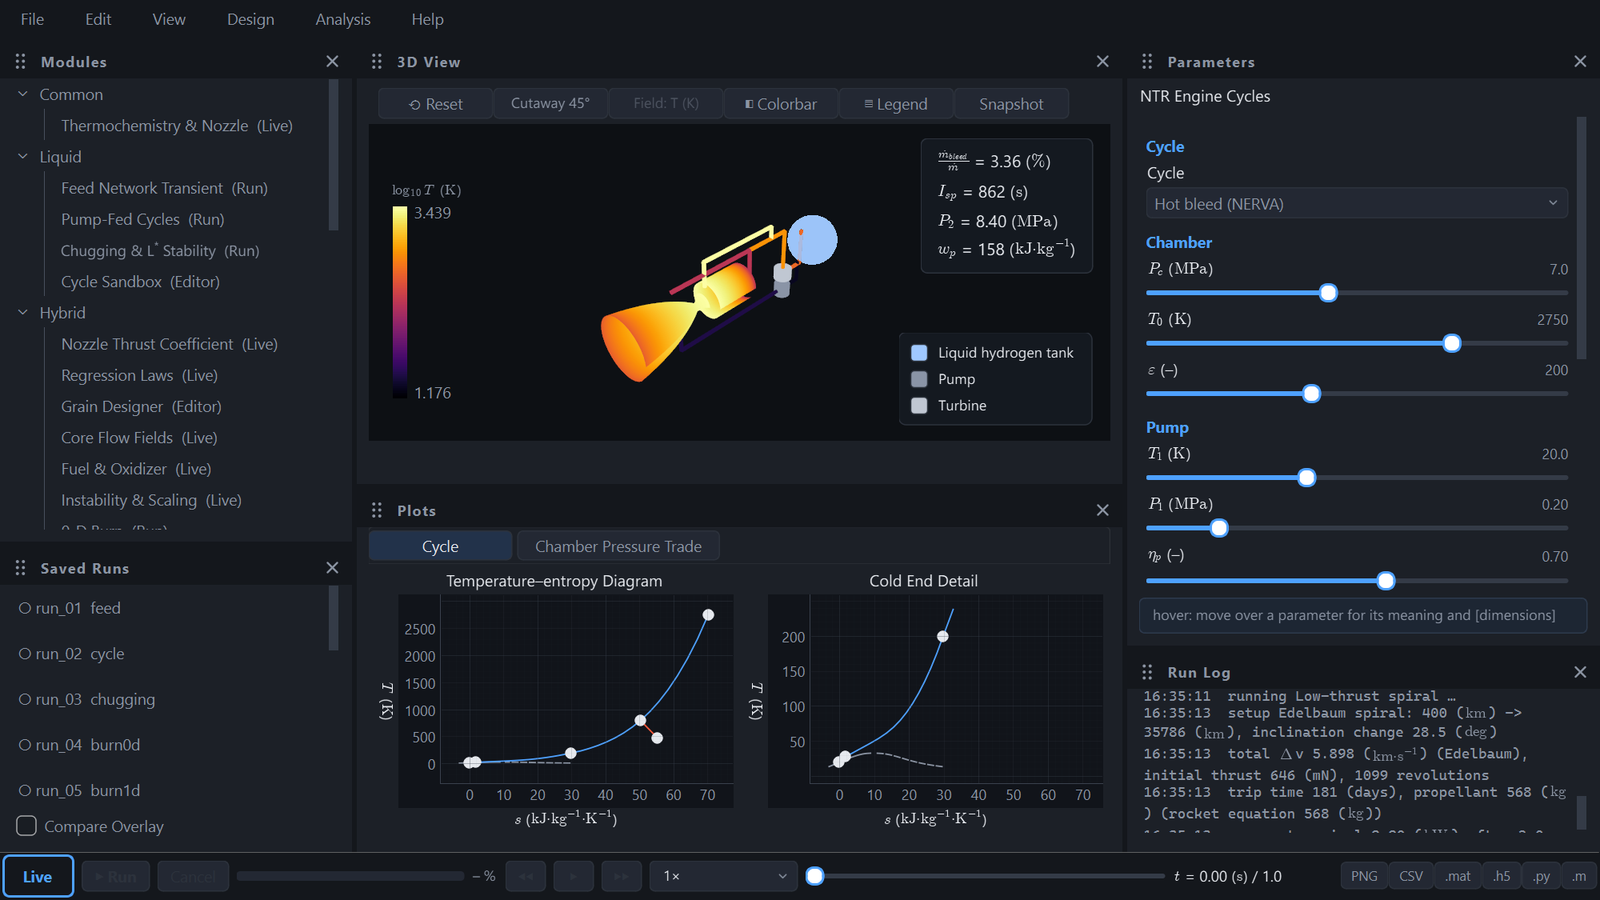 File Edit View Design Analysis Help
Modules
Common
Thermochemistry & Nozzle (Live)
Liquid
Feed Network Transient (Run)
Pump-Fed Cycles (Run)
Chugging & L* Stability (Run)
Cycle Sandbox (Editor)
Hybrid
Nozzle Thrust Coefficient (Live)
Regression Laws (Live)
Grain Designer (Editor)
Core Flow Fields (Live)
Fuel & Oxidizer (Live)
Instability & Scaling (Live)
0-D Burn (Run)
Saved Runs
run_01 feed
run_02 cycle
run_03 chugging
run_04 burn0d
run_05 burn1d
Compare Overlay
3D View
Reset Cutaway 45° Field: T (K) Colorbar Legend Snapshot
log₁₀ T (K)
3.439
1.176
ṁ_bleed/ṁ = 3.36 (%)
I_sp = 862 (s)
P₂ = 8.40 (MPa)
w_p = 158 (kJ·kg⁻¹)
Liquid hydrogen tank
Pump
Turbine
Plots
Cycle Chamber Pressure Trade
Temperature–entropy Diagram
T (K)
2500
2000
1500
1000
500
0
0 10 20 30 40 50 60 70
s (kJ·kg⁻¹·K⁻¹)
Cold End Detail
T (K)
200
150
100
50
0 10 20 30 40 50 60 70
s (kJ·kg⁻¹·K⁻¹)
Parameters
NTR Engine Cycles
Cycle
Cycle
Hot bleed (NERVA)
Chamber
P_c (MPa) 7.0
T₀ (K) 2750
ε (–) 200
Pump
T₁ (K) 20.0
P₁ (MPa) 0.20
η_p (–) 0.70
hover: move over a parameter for its meaning and [dimensions]
Run Log
16:35:11 running Low-thrust spiral …
16:35:13 setup Edelbaum spiral: 400 (km) —>
35786 (km), inclination change 28.5 (deg)
16:35:13 total Δv 5.898 (km·s⁻¹) (Edelbaum),
initial thrust 646 (mN), 1099 revolutions
16:35:13 trip time 181 (days), propellant 568 (kg
) (rocket equation 568 (kg))
16:35:13
Live Run Cancel – % 1× t = 0.00 (s) / 1.0 PNG CSV .mat .h5 .py .m